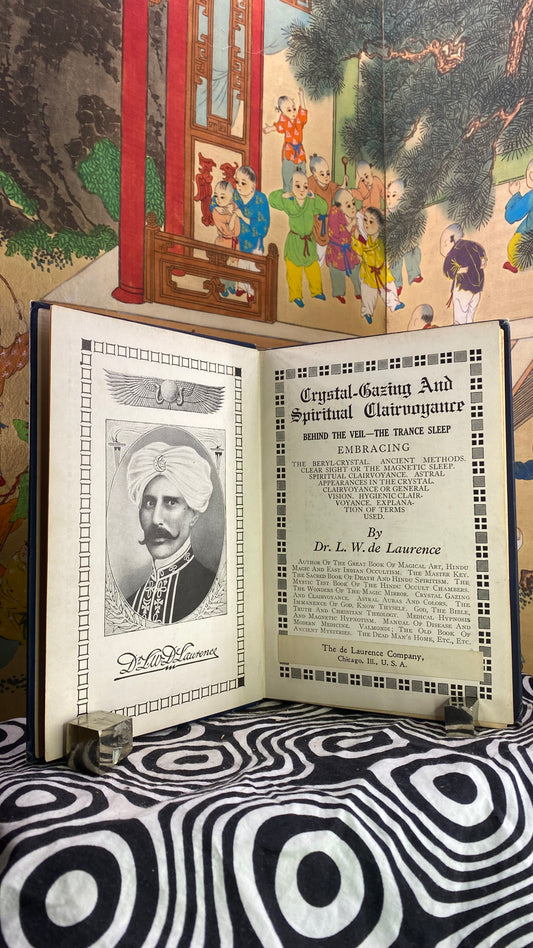 Dr. L. W. De Laurence
Crystal-Gazing And
Spiritual Clairvoyance
BEHIND THE VEIL—THE TRANCE SLEEP
EMBRACING
THE BERYL-CRYSTAL. ANCIENT METHODS.
CLEAR SIGHT OR THE MAGNETIC SLEEP.
SPIRITUAL CLAIRVOYANCE. ASTRAL
APPEARANCES IN THE CRYSTAL.
CLAIRVOYANCE OR GENERAL
VISION. HYGIENIC CLAIR-
VOYANCE. EXPLANA-
TION OF TERMS
USED.
By
Dr. L. W. de Laurence
Author Of The Great Book Of Magical Art, Hindu
Magic And East Indian Occultism. The Master Key.
The Sacred Book Of Death And Hindu Spiritism. The
Mystic Test Book Of The Hindu Occult Chambers.
The Wonders Of The Magic Mirror. Crystal Gazing
And Clairvoyance. Astral Auras And Colors. The
Immanence Of God, Know Thyself. God, The Bible,
Truth And Christian Theology. Medical Hypnosis
And Magnetic Hypnotism. Manual Of Disease And
Modern Medicine. Valmondi; The Old Book Of
Ancient Mysteries. The Dead Man's Home, Etc., Etc.
The de Laurence Company,
Chicago, Ill., U. S. A.